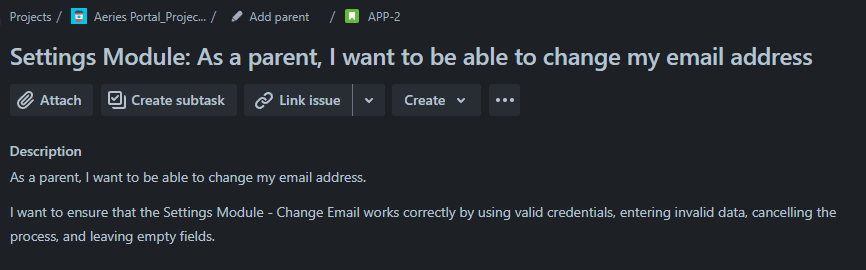 Projects / Aeries Portal_Projec... / Add parent / APP-2
Settings Module: As a parent, I want to be able to change my email address
Attach Create subtask Link issue Create
Description
As a parent, I want to be able to change my email address.
I want to ensure that the Settings Module - Change Email works correctly by using valid credentials, entering invalid data, cancelling the
process, and leaving empty fields.